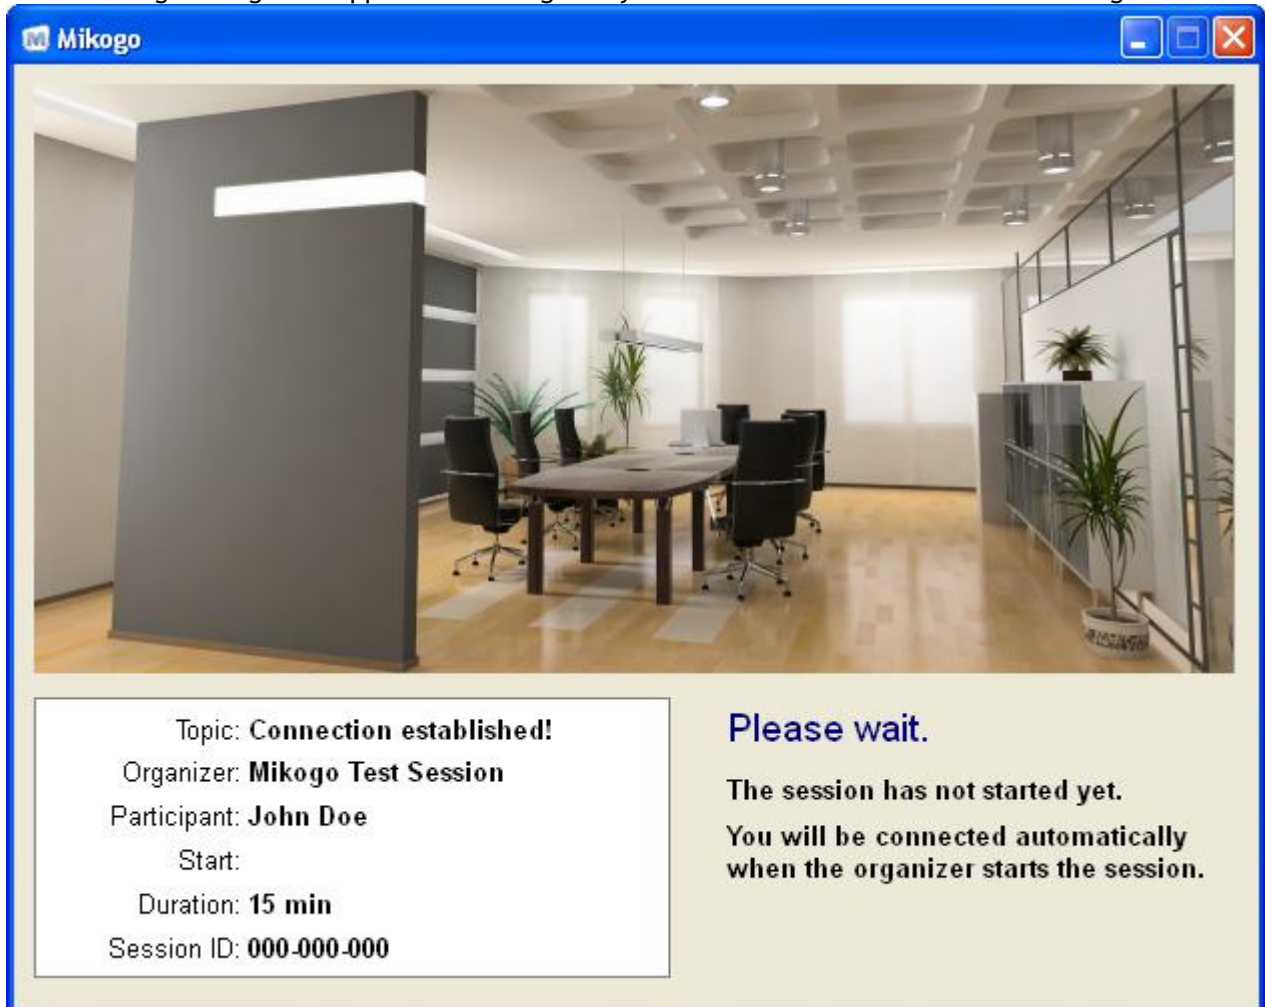 Mikogo
Topic: Connection established!
Organizer: Mikogo Test Session
Participant: John Doe
Start:
Duration: 15 min
Session ID: 000-000-000
Please wait.
The session has not started yet.
You will be connected automatically
when the organizer starts the session.